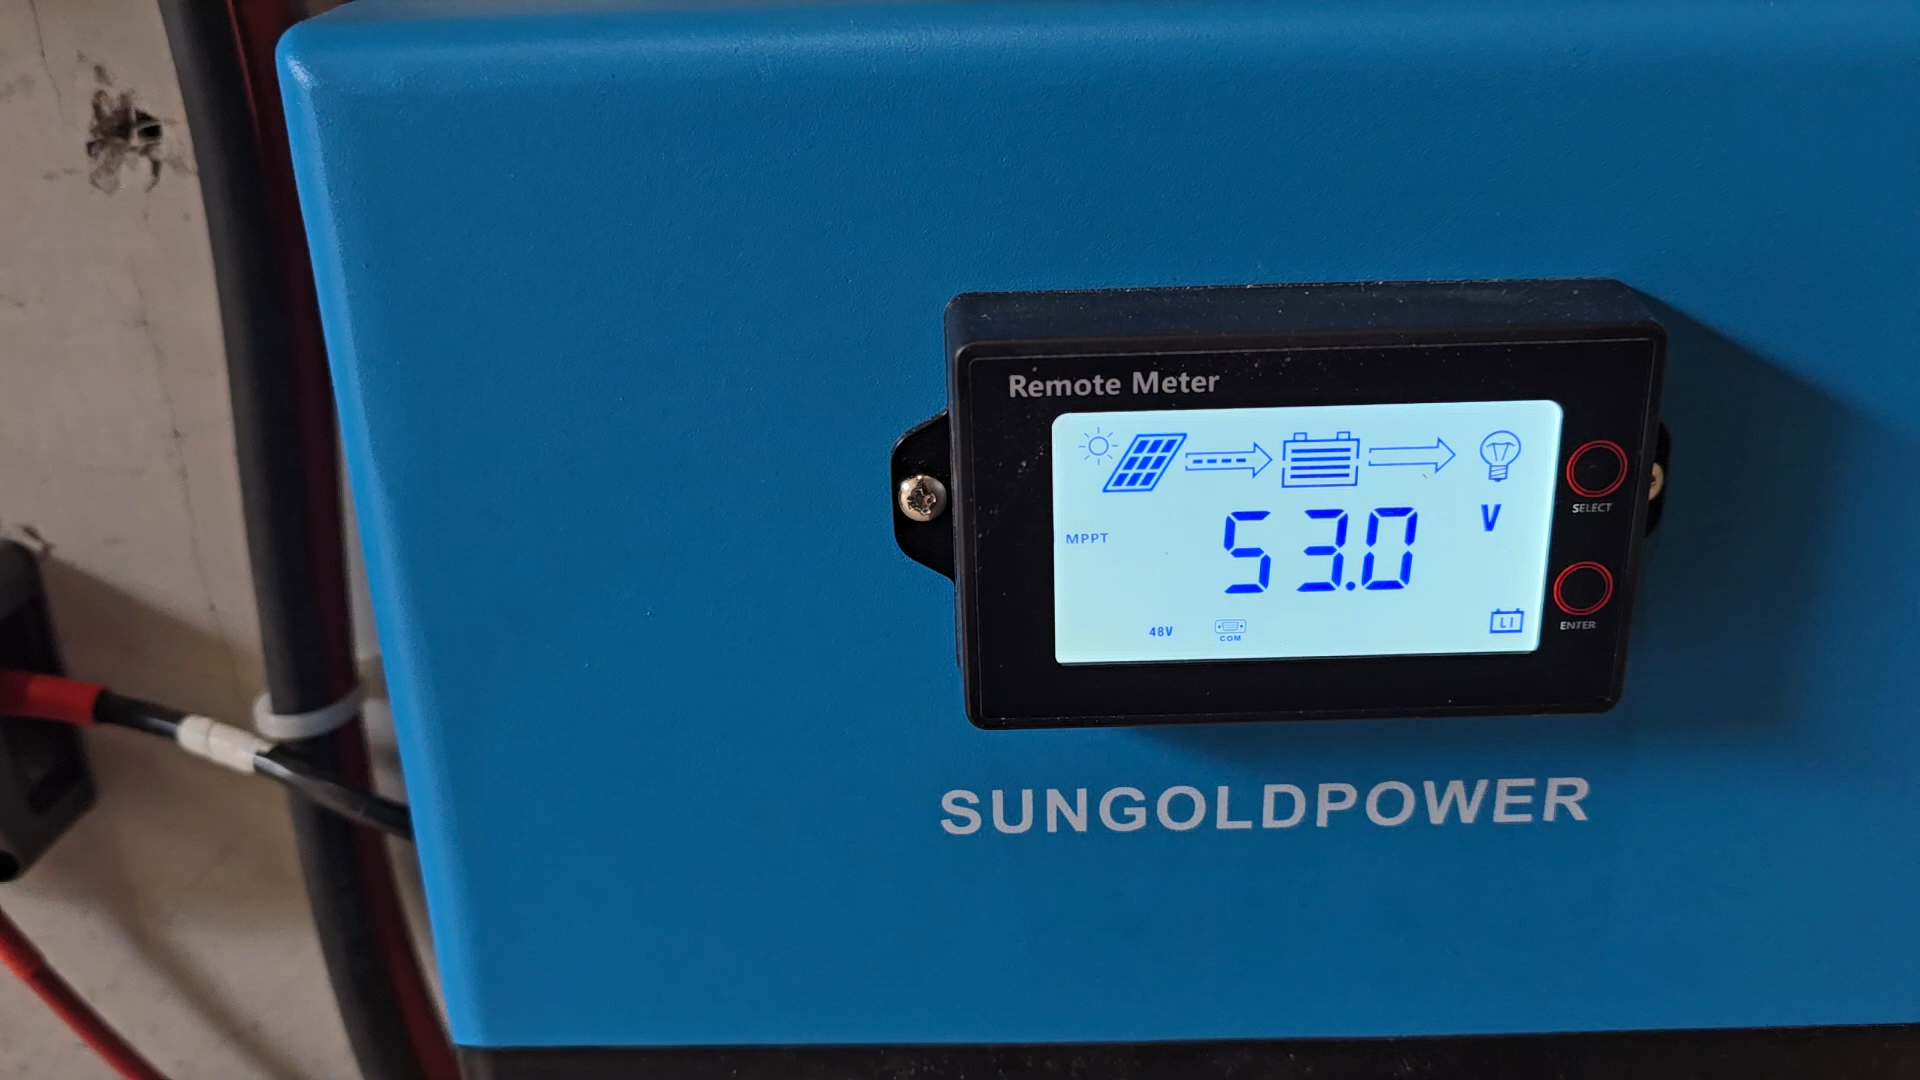 Remote Meter
SELECT
V
MPPT
53.0
ENTER
48V
COM
LI
SUNGOLDPOWER